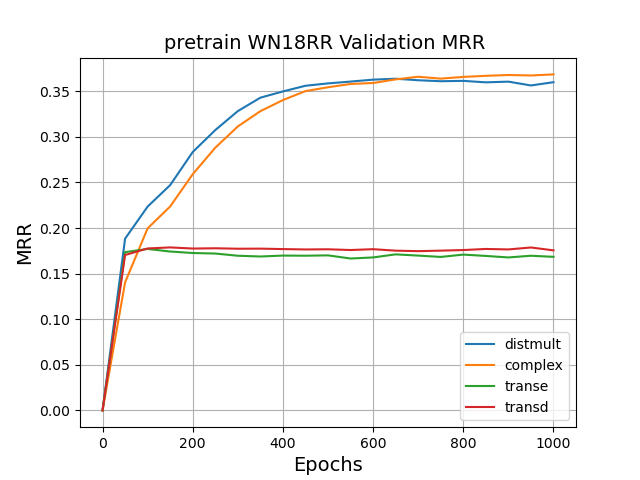 pretrain WN18RR Validation MRR
MRR
0.35
0.30
0.25
0.20
0.15
0.10
0.05
0.00
0 200 400 600 800 1000
Epochs
distmult
complex
transe
transd